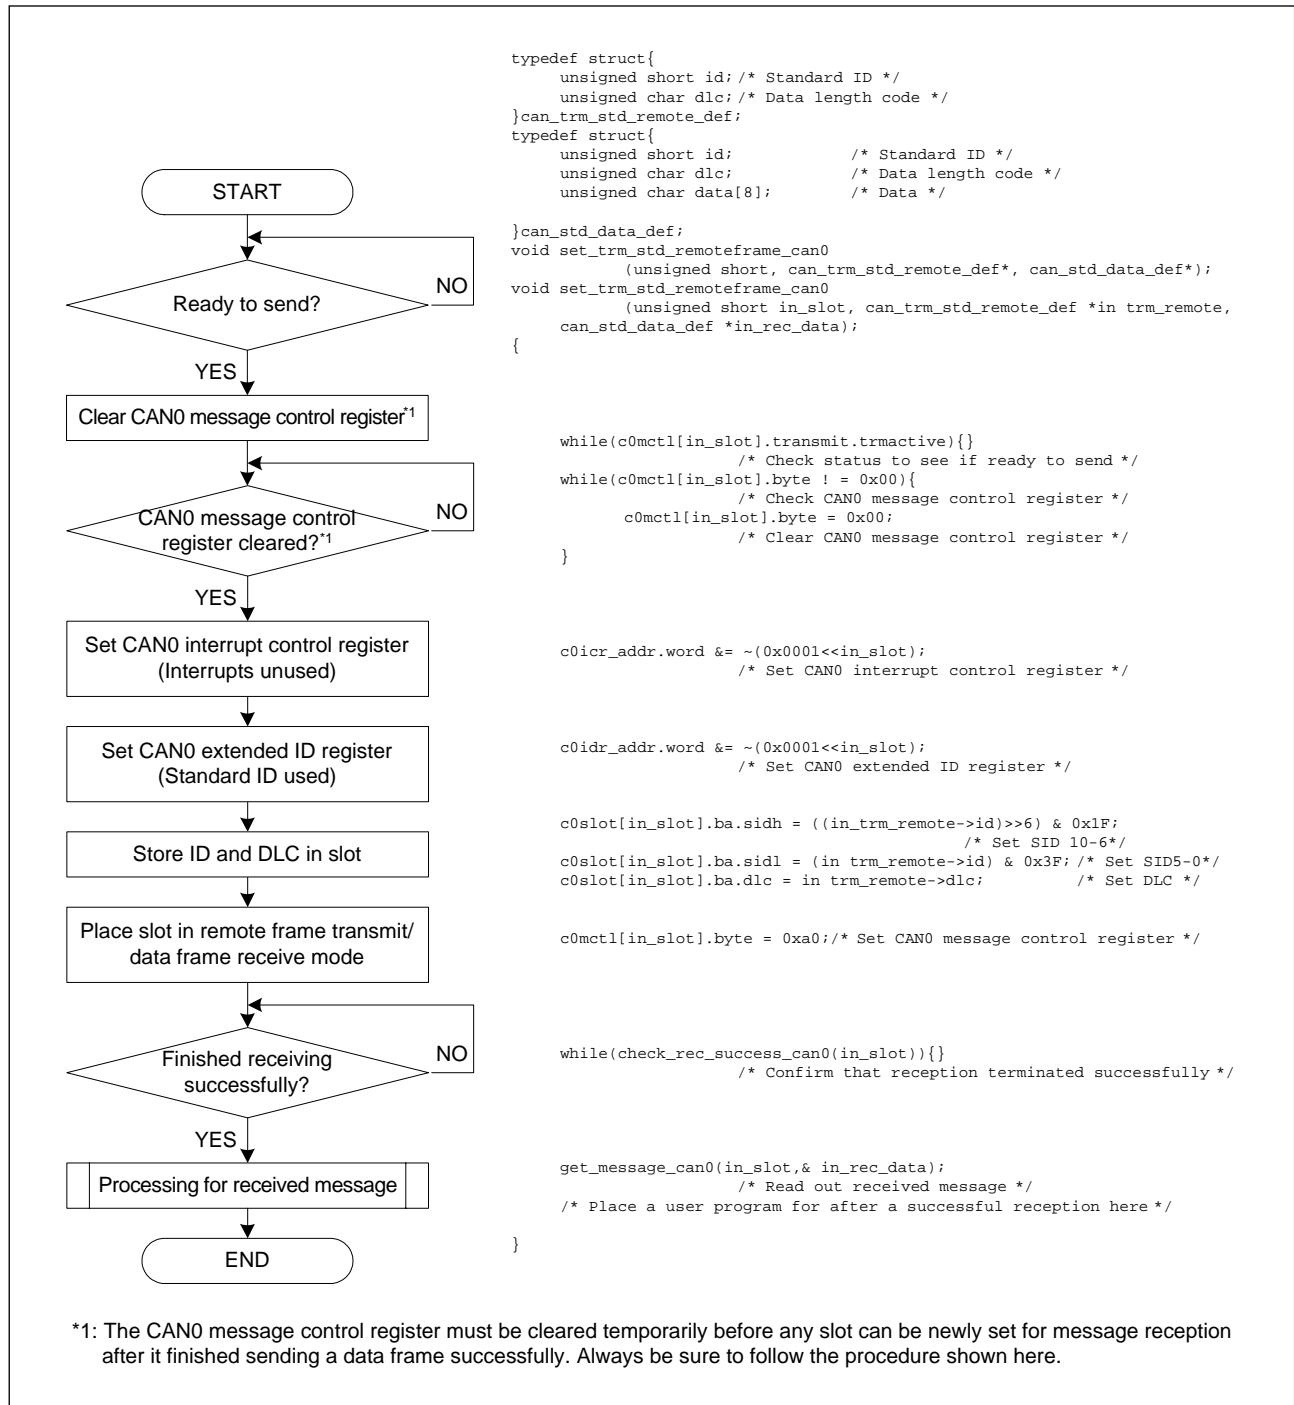 START
Ready to send?
NO
YES
Clear CAN0 message control register*1
CAN0 message control
register cleared?*1
NO
YES
Set CAN0 interrupt control register
(Interrupts unused)
Set CAN0 extended ID register
(Standard ID used)
Store ID and DLC in slot
Place slot in remote frame transmit/
data frame receive mode
Finished receiving
successfully?
NO
YES
Processing for received message
END
typedef struct{
unsigned short id; /* Standard ID */
unsigned char dlc; /* Data length code */
}can_trm_std_remote_def;
typedef struct{
unsigned short id; /* Standard ID */
unsigned char dlc; /* Data length code */
unsigned char data[8]; /* Data */
}can_std_data_def;
void set_trm_std_remoteframe_can0
(unsigned short, can_trm_std_remote_def*, can_std_data_def*);
void set_trm_std_remoteframe_can0
(unsigned short in_slot, can_trm_std_remote_def *in trm_remote,
can_std_data_def *in_rec_data);
{
while(c0mctl[in_slot].transmit.trmactive){}
/* Check status to see if ready to send */
while(c0mctl[in_slot].byte ! = 0x00){
/* Check CAN0 message control register */
c0mctl[in_slot].byte = 0x00;
/* Clear CAN0 message control register */
}
c0icr_addr.word &= ~(0x0001<<in_slot);
/* Set CAN0 interrupt control register */
c0idr_addr.word &= ~(0x0001<<in_slot);
/* Set CAN0 extended ID register */
c0slot[in_slot].ba.sidh = ((in_trm_remote->id)>>6) & 0x1F;
/* Set SID 10-6*/
c0slot[in_slot].ba.sidl = (in trm_remote->id) & 0x3F; /* Set SID5-0*/
c0slot[in_slot].ba.dlc = in trm_remote->dlc; /* Set DLC */
c0mctl[in_slot].byte = 0xa0;/* Set CAN0 message control register */
while(check_rec_success_can0(in_slot)){}
/* Confirm that reception terminated successfully */
get_message_can0(in_slot,& in_rec_data);
/* Read out received message */
/* Place a user program for after a successful reception here */
}
*1: The CAN0 message control register must be cleared temporarily before any slot can be newly set for message reception
after it finished sending a data frame successfully. Always be sure to follow the procedure shown here.